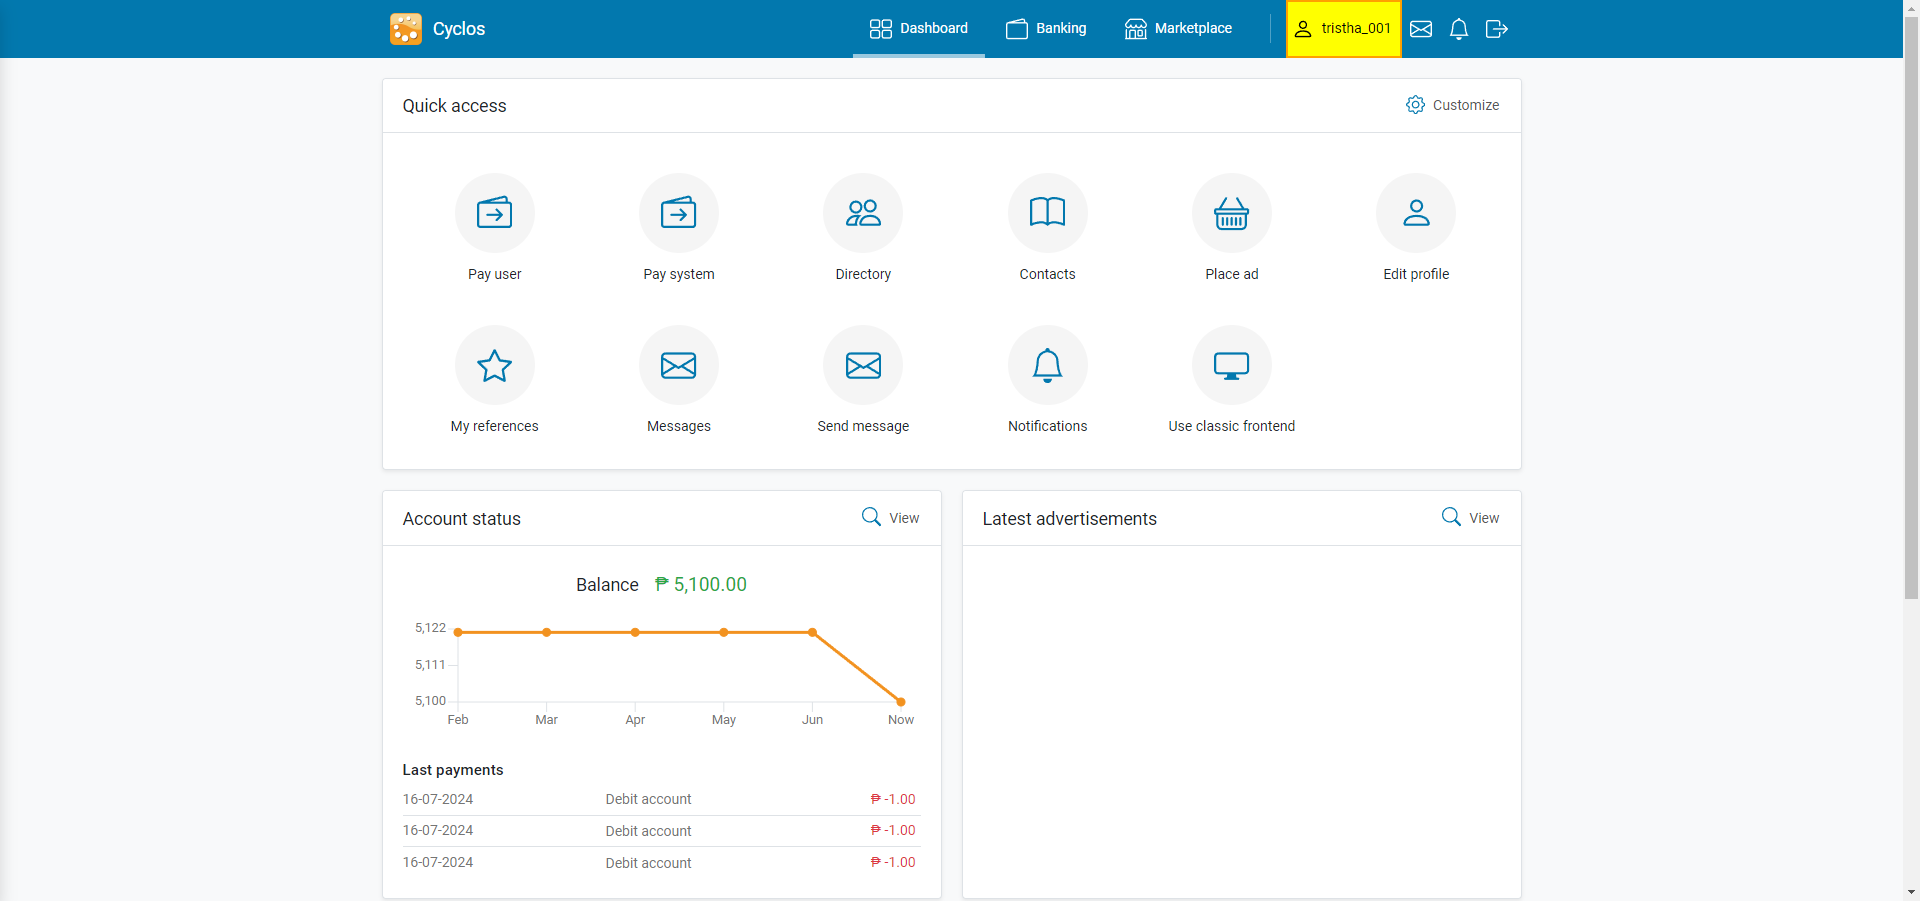 Cyclos
Dashboard
Banking
Marketplace
tristha_001
Quick access
Customize
Pay user
Pay system
Directory
Contacts
Place ad
Edit profile
My references
Messages
Send message
Notifications
Use classic frontend
Account status
View
Balance ₱ 5,100.00
5,122
5,111
5,100
Feb Mar Apr May Jun Now
Last payments
16-07-2024 Debit account ₱ -1.00
16-07-2024 Debit account ₱ -1.00
16-07-2024 Debit account ₱ -1.00
Latest advertisements
View